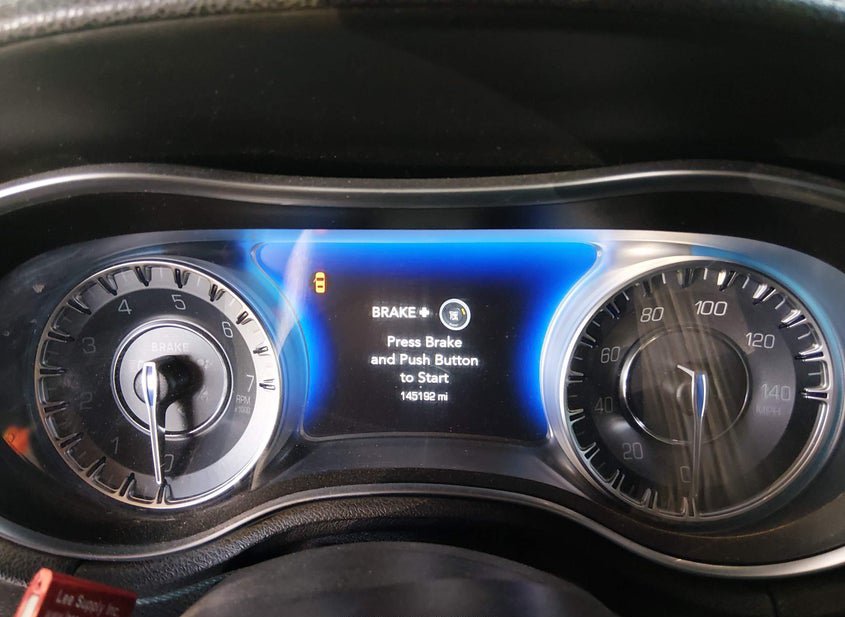 BRAKE +
Press Brake
and Push Button
to Start
145192 mi
BRAKE
0
1
2
3
4
5
6
7
RPM
x1000
0
20
40
60
80
100
120
140
MPH
Lee Supply Inc.